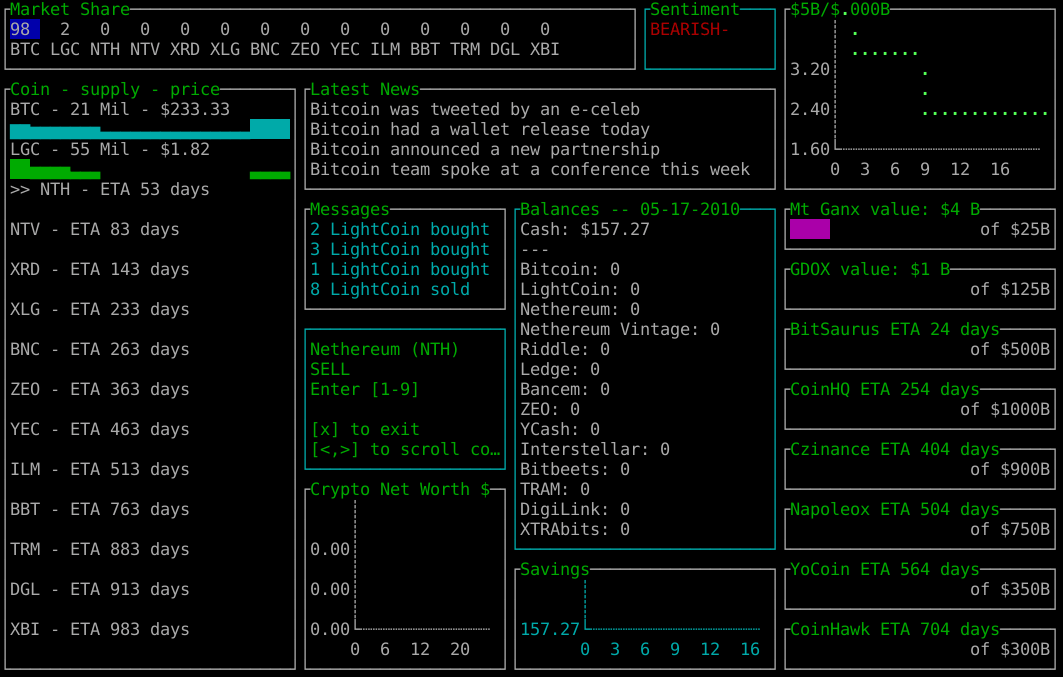 Market Share
98 2 0 0 0 0 0 0 0 0 0 0 0 0
BTC LGC NTH NTV XRD XLG BNC ZEO YEC ILM BBT TRM DGL XBI
Sentiment
BEARISH-
$5B/$.000B
3.20
2.40
1.60
0 3 6 9 12 16
Coin - supply - price
BTC - 21 Mil - $233.33
LGC - 55 Mil - $1.82
>> NTH - ETA 53 days
NTV - ETA 83 days
XRD - ETA 143 days
XLG - ETA 233 days
BNC - ETA 263 days
ZEO - ETA 363 days
YEC - ETA 463 days
ILM - ETA 513 days
BBT - ETA 763 days
TRM - ETA 883 days
DGL - ETA 913 days
XBI - ETA 983 days
Latest News
Bitcoin was tweeted by an e-celeb
Bitcoin had a wallet release today
Bitcoin announced a new partnership
Bitcoin team spoke at a conference this week
Messages
2 LightCoin bought
3 LightCoin bought
1 LightCoin bought
8 LightCoin sold
Nethereum (NTH)
SELL
Enter [1-9]
[x] to exit
[<,>] to scroll co…
Crypto Net Worth $
0.00
0.00
0.00
0 6 12 20
Balances -- 05-17-2010
Cash: $157.27
---
Bitcoin: 0
LightCoin: 0
Nethereum: 0
Nethereum Vintage: 0
Riddle: 0
Ledge: 0
Bancem: 0
ZEO: 0
YCash: 0
Interstellar: 0
Bitbeets: 0
TRAM: 0
DigiLink: 0
XTRAbits: 0
Savings
157.27
0 3 6 9 12 16
Mt Ganx value: $4 B
of $25B
GDOX value: $1 B
of $125B
BitSaurus ETA 24 days
of $500B
CoinHQ ETA 254 days
of $1000B
Czinance ETA 404 days
of $900B
Napoleox ETA 504 days
of $750B
YoCoin ETA 564 days
of $350B
CoinHawk ETA 704 days
of $300B